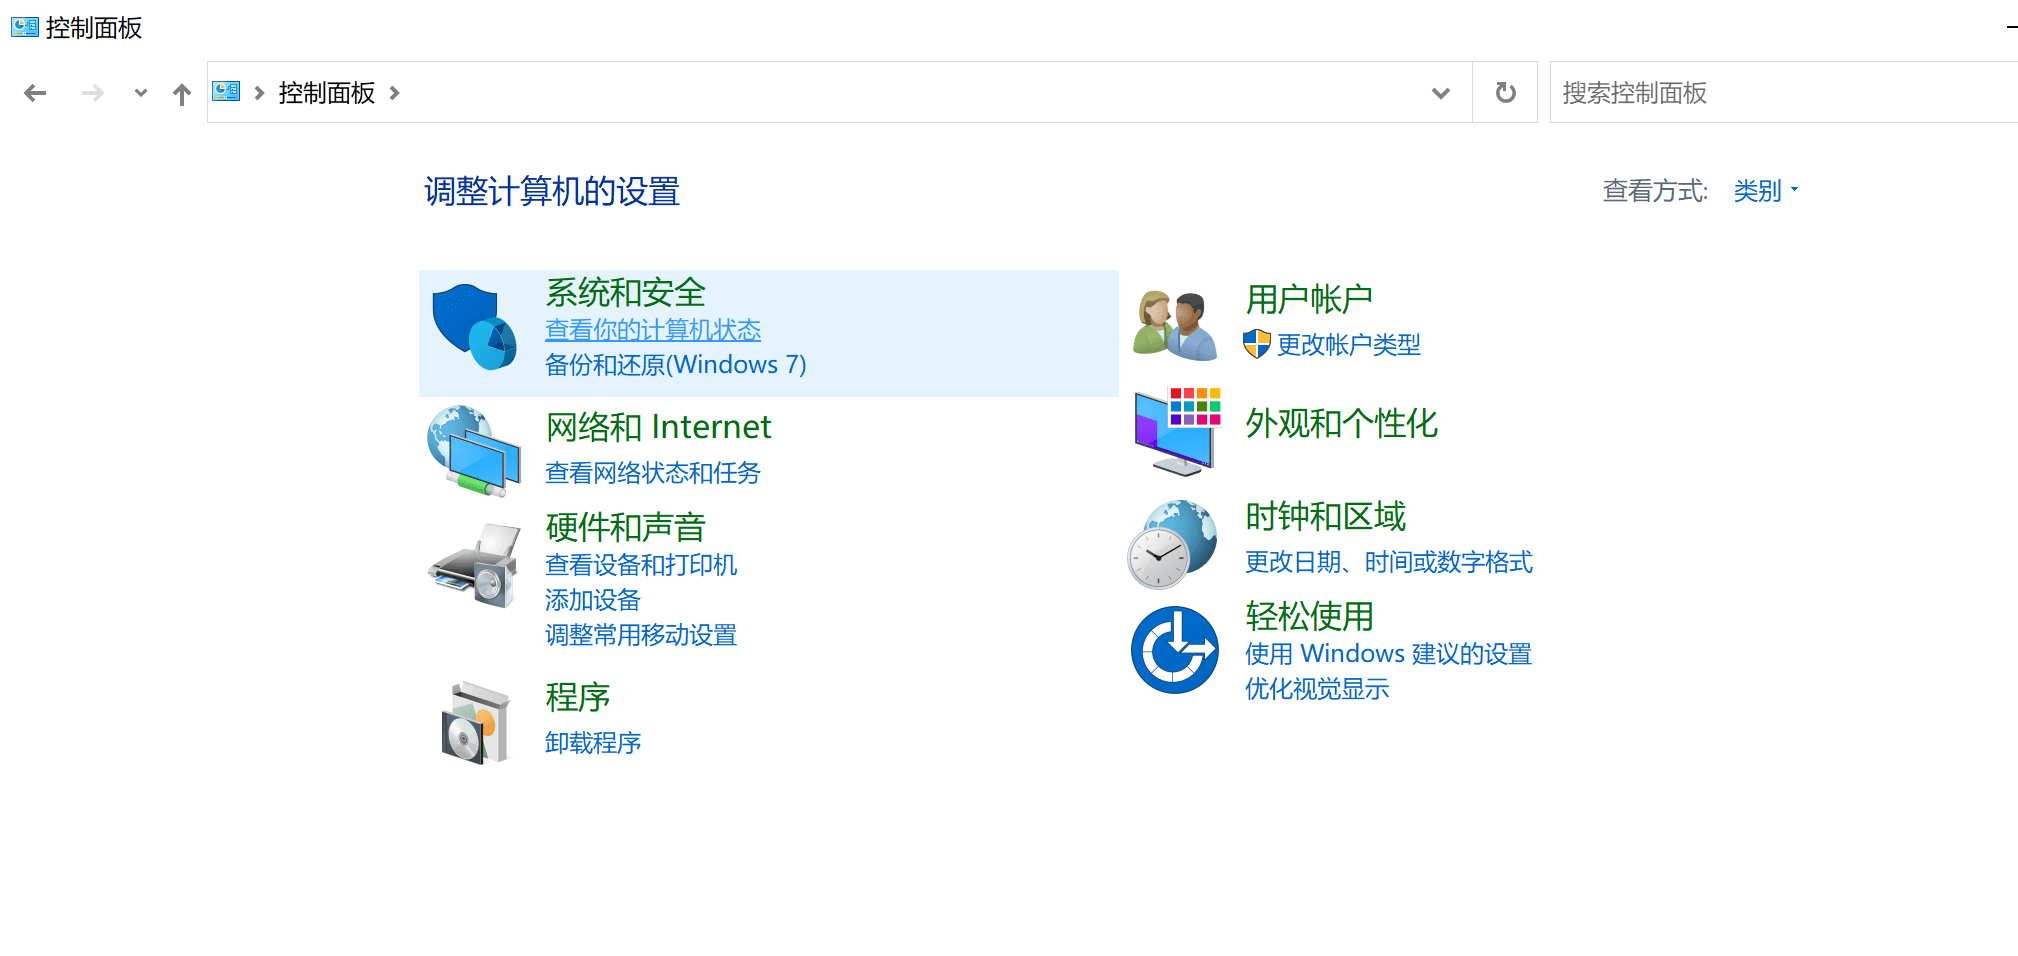 控制面板
控制面板
搜索控制面板
调整计算机的设置
查看方式: 类别
系统和安全
查看你的计算机状态
备份和还原(Windows 7)
网络和 Internet
查看网络状态和任务
硬件和声音
查看设备和打印机
添加设备
调整常用移动设置
程序
卸载程序
用户帐户
更改帐户类型
外观和个性化
时钟和区域
更改日期、时间或数字格式
轻松使用
使用 Windows 建议的设置
优化视觉显示